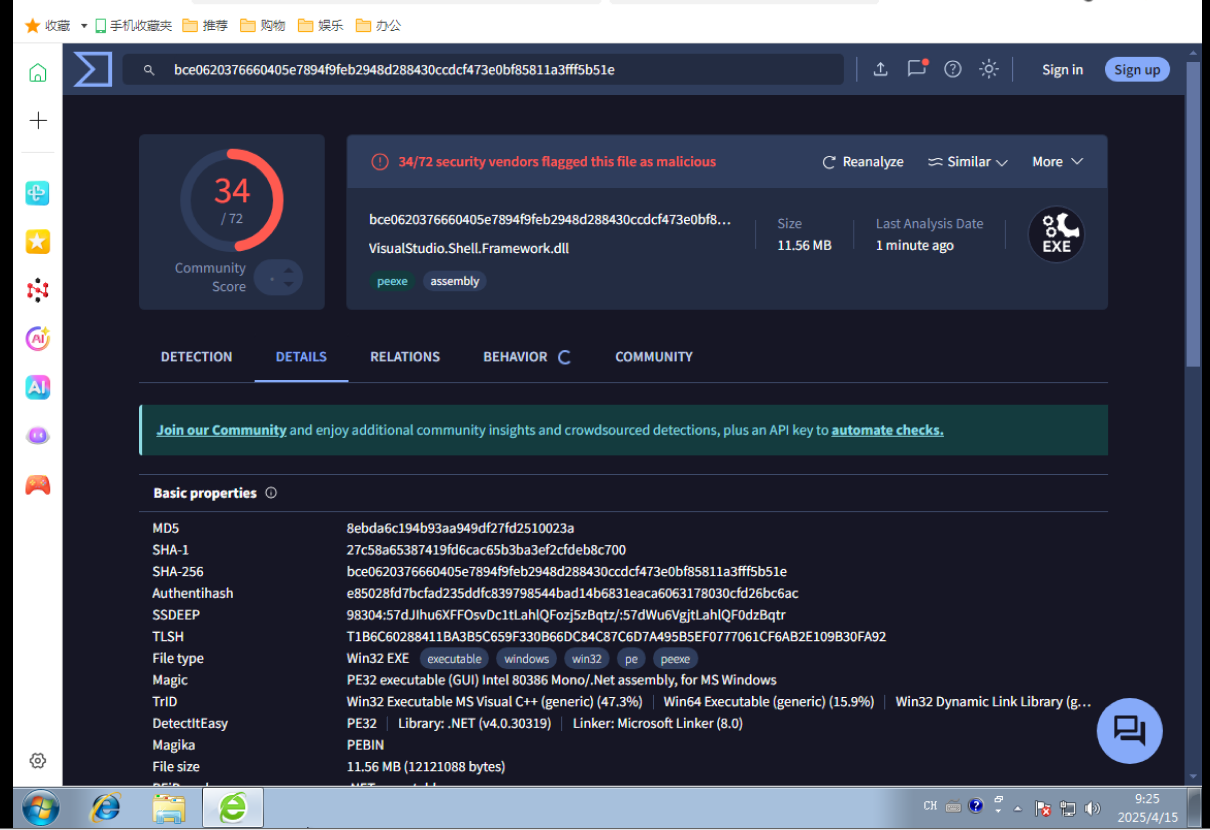 收藏 手机收藏夹 推荐 购物 娱乐 办公
bce0620376660405e7894f9feb2948d288430ccdcf473e0bf85811a3fff5b51e
Sign in Sign up
34
/ 72
Community
Score
34/72 security vendors flagged this file as malicious
Reanalyze Similar More
bce0620376660405e7894f9feb2948d288430ccdcf473e0bf8...
VisualStudio.Shell.Framework.dll
peexe assembly
Size
11.56 MB
Last Analysis Date
1 minute ago
EXE
DETECTION DETAILS RELATIONS BEHAVIOR COMMUNITY
Join our Community and enjoy additional community insights and crowdsourced detections, plus an API key to automate checks.
Basic properties
MD5 8ebda6c194b93aa949df27fd2510023a
SHA-1 27c58a65387419fd6cac65b3ba3ef2cfdeb8c700
SHA-256 bce0620376660405e7894f9feb2948d288430ccdcf473e0bf85811a3fff5b51e
Authentihash e85028fd7bcfad235ddfc839798544bad14b6831eaca6063178030cfd26bc6ac
SSDEEP 98304:57dJIhu6XFFOsvDc1tLahlQFozj5zBqtz/:57dWu6VgjtLahlQF0dzBqtr
TLSH T1B6C60288411BA3B5C659F330B66DC84C87C6D7A495B5EF0777061CF6AB2E109B30FA92
File type Win32 EXE executable windows win32 pe peexe
Magic PE32 executable (GUI) Intel 80386 Mono/.Net assembly, for MS Windows
TrID Win32 Executable MS Visual C++ (generic) (47.3%) Win64 Executable (generic) (15.9%) Win32 Dynamic Link Library (g...
DetectItEasy PE32 Library: .NET (v4.0.30319) Linker: Microsoft Linker (8.0)
Magika PEBIN
File size 11.56 MB (12121088 bytes)
AI
AI
CH
9:25
2025/4/15